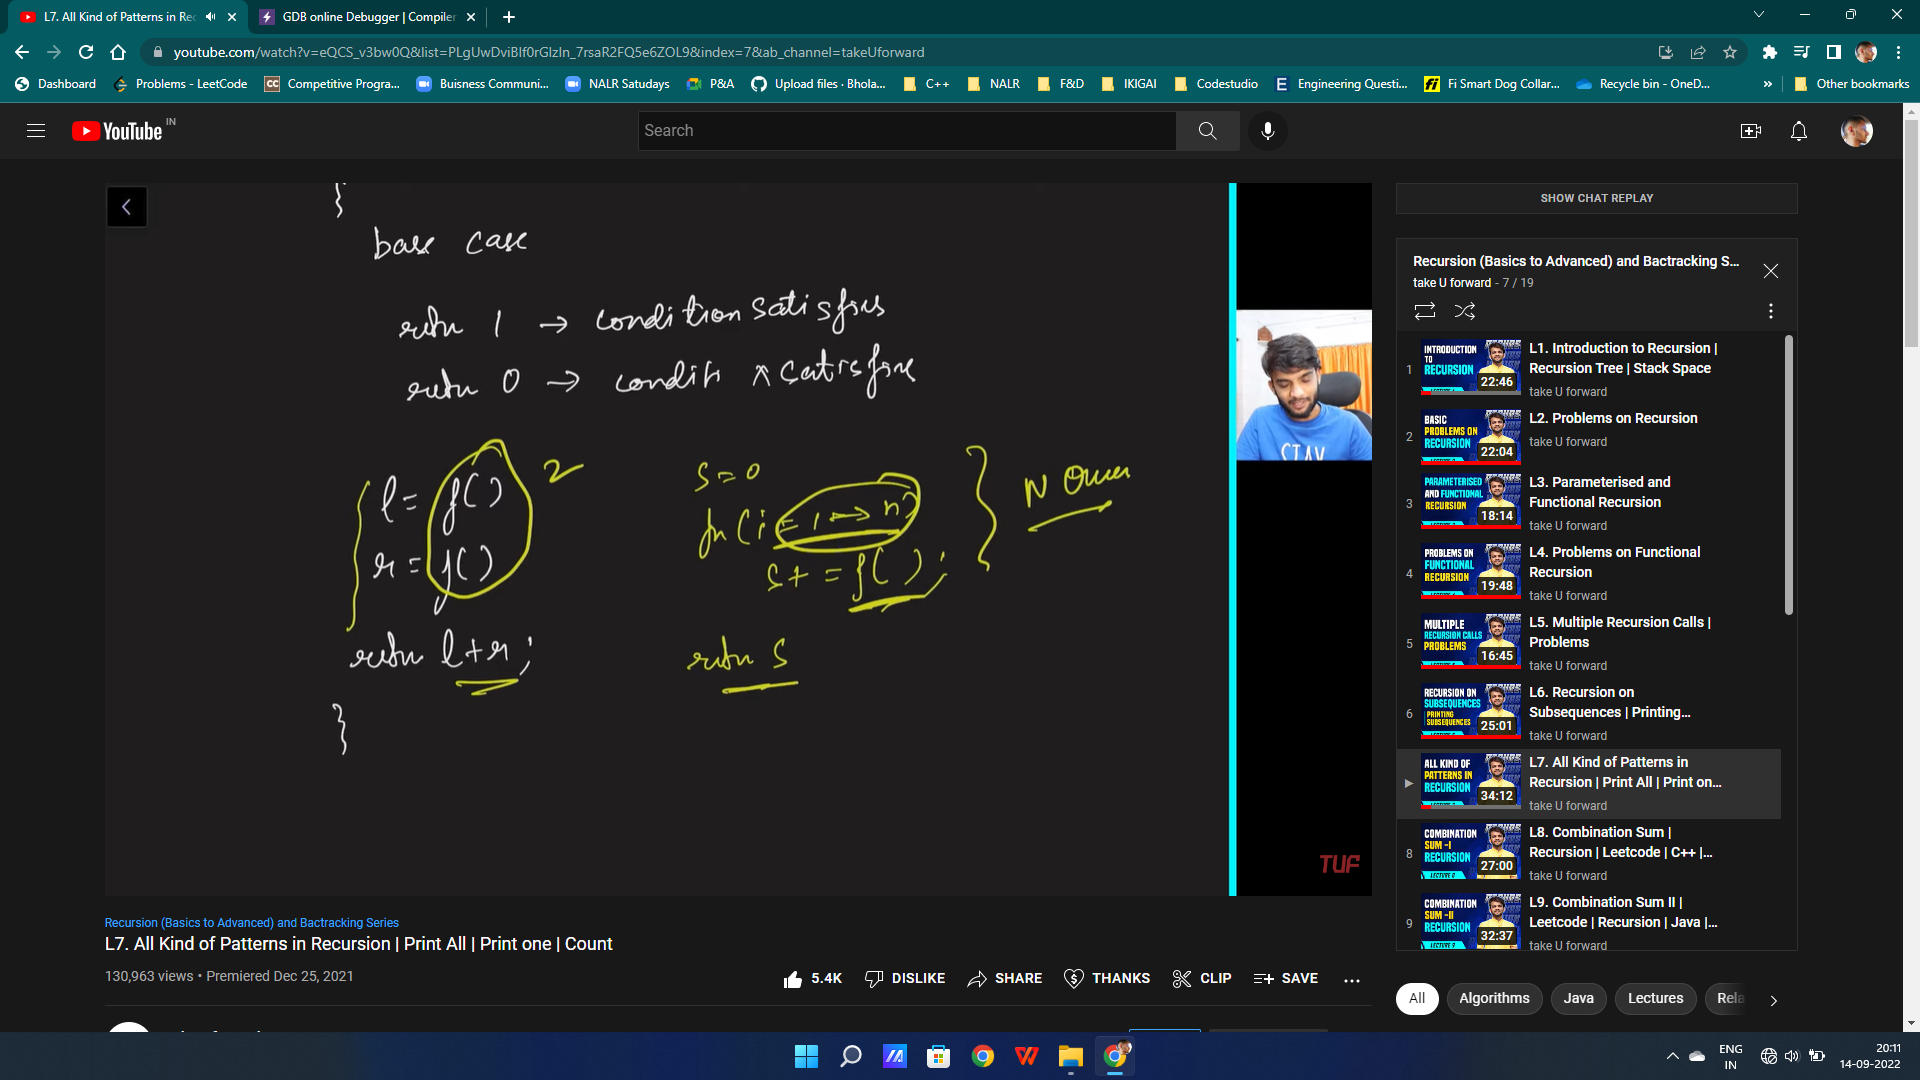 L7. All Kind of Patterns in Rec
GDB online Debugger | Compiler
youtube.com/watch?v=eQCS_v3bw0Q&list=PLgUwDviBIf0rGlzIn_7rsaR2FQ5e6ZOL9&index=7&ab_channel=takeUforward
Dashboard Problems - LeetCode Competitive Progra... Buisness Communi... NALR Satudays P&A Upload files · Bhola... C++ NALR F&D IKIGAI Codestudio Engineering Questi... Fi Smart Dog Collar... Recycle bin - OneD... » Other bookmarks
YouTube IN
Search
}
base case
return 1 → condition satisfies
return 0 → condition x satisfies
l = f() 2
r = f()
return l+r;
}
s = 0
for (i = 1 → n)
s += f();
return s
STAY
TUF
Recursion (Basics to Advanced) and Bactracking Series
L7. All Kind of Patterns in Recursion | Print All | Print one | Count
130,963 views • Premiered Dec 25, 2021
5.4K DISLIKE SHARE THANKS CLIP SAVE ...
SHOW CHAT REPLAY
Recursion (Basics to Advanced) and Bactracking S...
take U forward - 7 / 19
1
INTRODUCTION
TO
RECURSION
22:46
L1. Introduction to Recursion |
Recursion Tree | Stack Space
take U forward
2
BASIC
PROBLEMS ON
RECURSION
22:04
L2. Problems on Recursion
take U forward
3
PARAMETERISED
AND FUNCTIONAL
RECURSION
18:14
L3. Parameterised and
Functional Recursion
take U forward
4
PROBLEMS ON
FUNCTIONAL
RECURSION
19:48
L4. Problems on Functional
Recursion
take U forward
5
MULTIPLE
RECURSION CALLS
PROBLEMS
16:45
L5. Multiple Recursion Calls |
Problems
take U forward
6
RECURSION ON
SUBSEQUENCES
PRINTING
SUBSEQUENCES
25:01
L6. Recursion on
Subsequences | Printing...
take U forward
ALL KIND OF
PATTERNS IN
RECURSION
34:12
L7. All Kind of Patterns in
Recursion | Print All | Print on...
take U forward
8
COMBINATION
SUM -I
RECURSION
LECTURE 8
27:00
L8. Combination Sum |
Recursion | Leetcode | C++ |...
take U forward
9
COMBINATION
SUM -II
RECURSION
32:37
L9. Combination Sum II |
Leetcode | Recursion | Java |...
take U forward
All Algorithms Java Lectures Rela
ENG
IN
20:11
14-09-2022